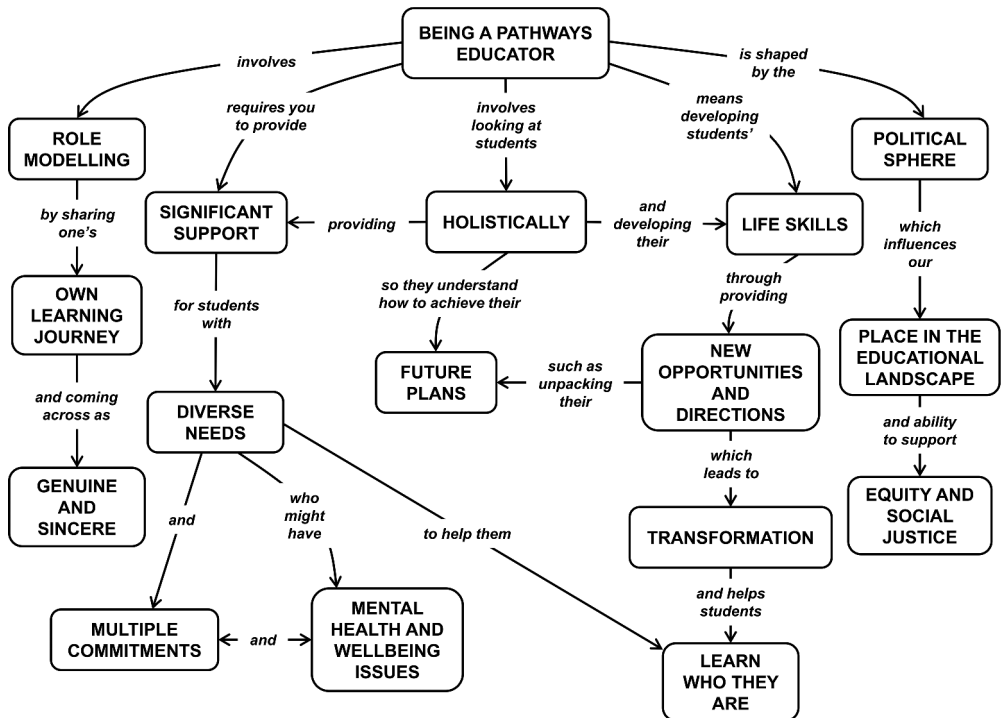 BEING A PATHWAYS
EDUCATOR
involves
requires you
to provide
involves
looking at
students
means
developing
students'
is shaped
by the
ROLE
MODELLING
POLITICAL
SPHERE
SIGNIFICANT
SUPPORT
providing
HOLISTICALLY
and
developing
their
LIFE SKILLS
by sharing
one's
which
influences
our
so they understand
how to achieve their
through
providing
OWN
LEARNING
JOURNEY
for students
with
FUTURE
PLANS
such as
unpacking
their
NEW
OPPORTUNITIES
AND
DIRECTIONS
PLACE IN THE
EDUCATIONAL
LANDSCAPE
and coming
across as
DIVERSE
NEEDS
and ability
to support
which
leads to
GENUINE
AND
SINCERE
and
who
might
have
to help them
TRANSFORMATION
EQUITY AND
SOCIAL
JUSTICE
and helps
students
MULTIPLE
COMMITMENTS
and
MENTAL
HEALTH AND
WELLBEING
ISSUES
LEARN
WHO THEY
ARE